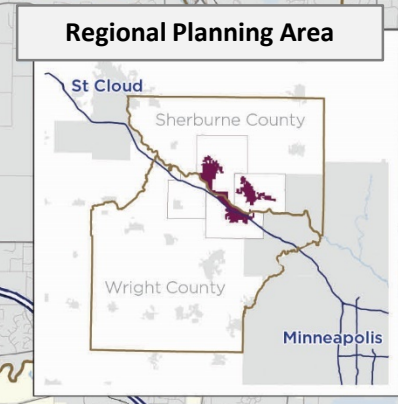 Regional Planning Area
St Cloud
Sherburne County
Wright County
Minneapolis